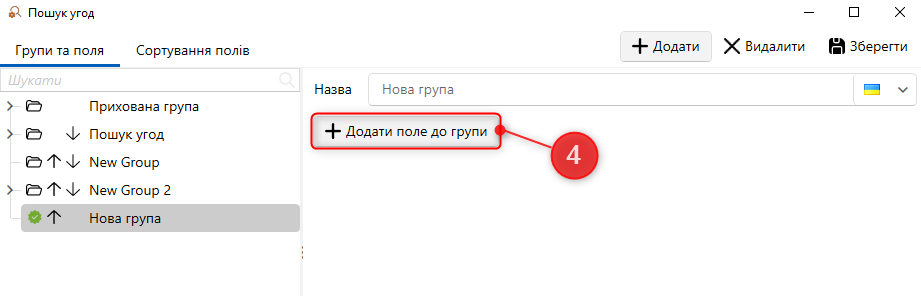 Пошук угод
Групи та поля Сортування полів Додати Видалити Зберегти
Шукати
Назва Нова група
Прихована група
Додати поле до групи
Пошук угод
4
New Group
New Group 2
Нова група